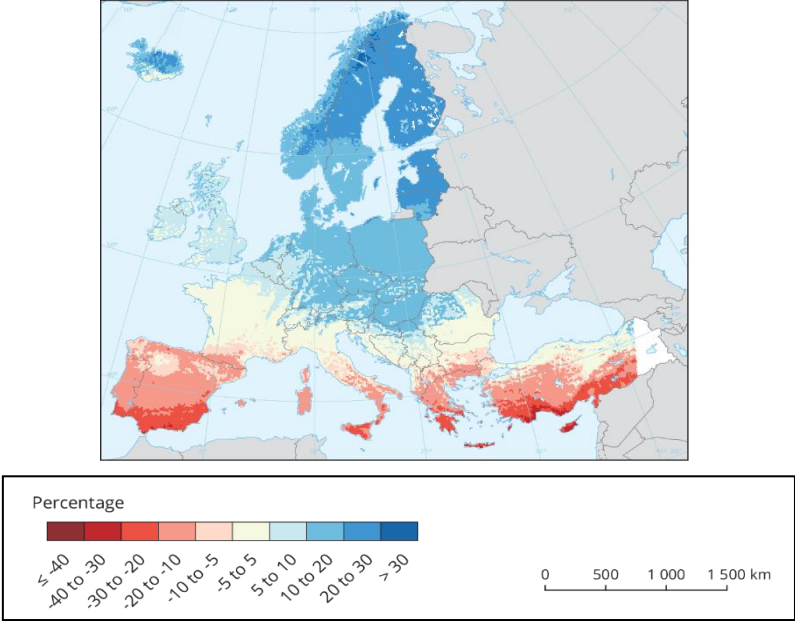 Percentage
≤ -40
-40 to -30
-30 to -20
-20 to -10
-10 to -5
-5 to 5
5 to 10
10 to 20
20 to 30
> 30
0 500 1 000 1 500 km